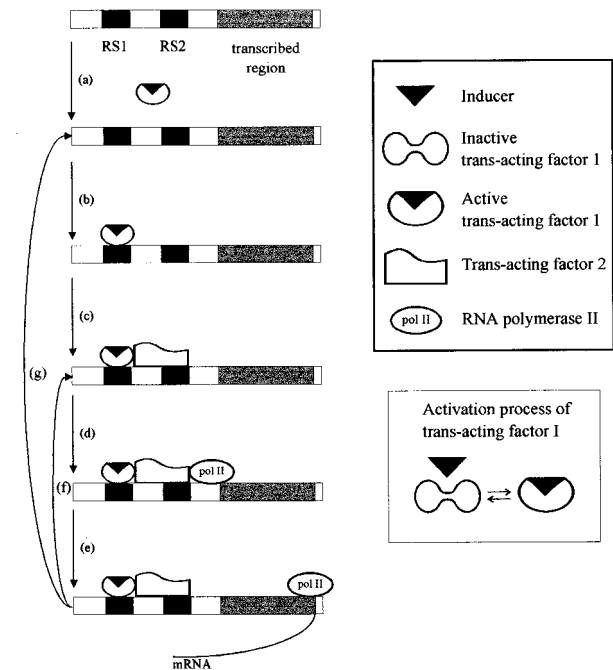 RS1 RS2 transcribed
region
(a)
(b)
(c)
(g)
(d)
pol II
(f)
(e)
pol II
mRNA
Inducer
Inactive
trans-acting factor 1
Active
trans-acting factor 1
Trans-acting factor 2
pol II RNA polymerase II
Activation process of
trans-acting factor I